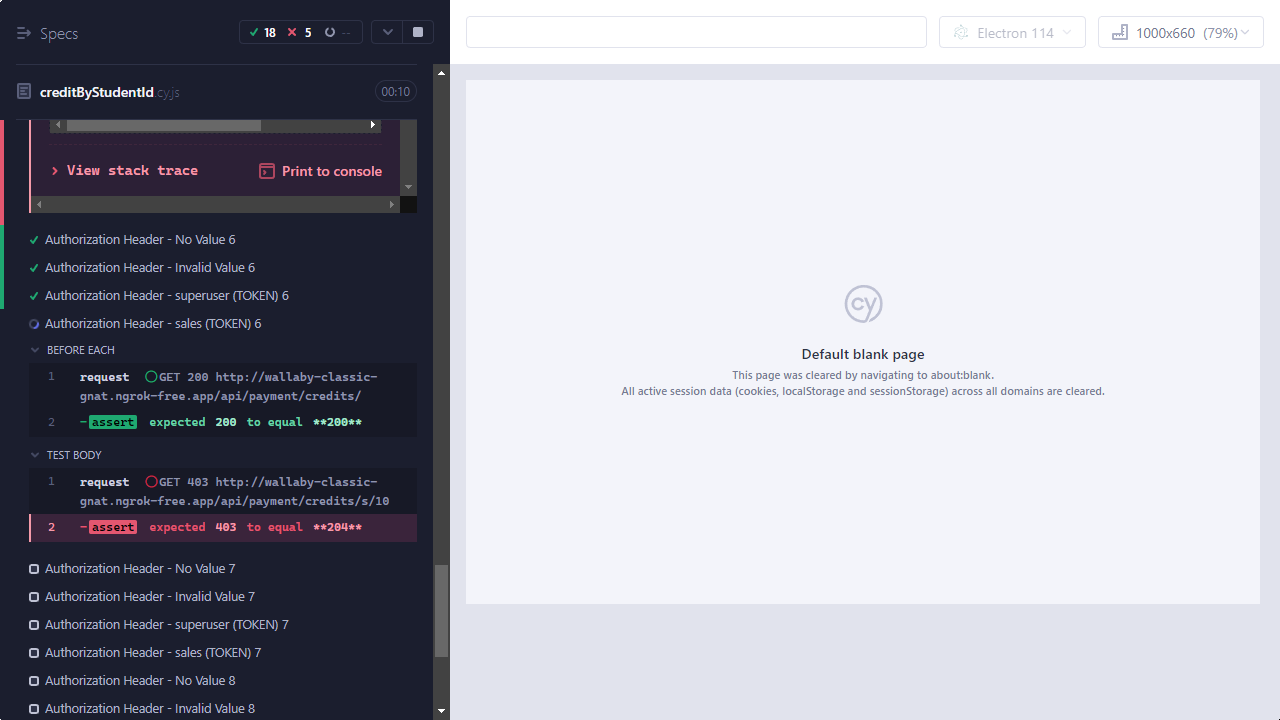 Specs
18
5
--
creditByStudentId.cy.js
00:10
View stack trace
Print to console
Authorization Header - No Value 6
Authorization Header - Invalid Value 6
Authorization Header - superuser (TOKEN) 6
Authorization Header - sales (TOKEN) 6
BEFORE EACH
1 request GET 200 http://wallaby-classic-
gnat.ngrok-free.app/api/payment/credits/
2 -assert expected 200 to equal **200**
TEST BODY
1 request GET 403 http://wallaby-classic-
gnat.ngrok-free.app/api/payment/credits/s/10
2 -assert expected 403 to equal **204**
Authorization Header - No Value 7
Authorization Header - Invalid Value 7
Authorization Header - superuser (TOKEN) 7
Authorization Header - sales (TOKEN) 7
Authorization Header - No Value 8
Authorization Header - Invalid Value 8
Electron 114
1000x660 (79%)
cy
Default blank page
This page was cleared by navigating to about:blank.
All active session data (cookies, localStorage and sessionStorage) across all domains are cleared.